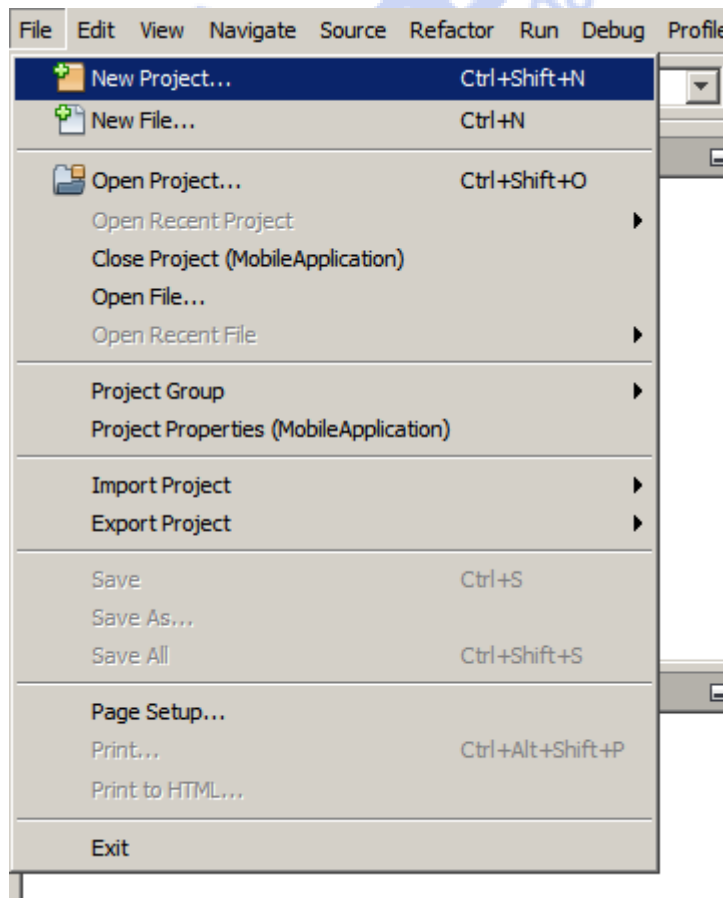 File Edit View Navigate Source Refactor Run Debug Profile
New Project... Ctrl+Shift+N
New File... Ctrl+N
Open Project... Ctrl+Shift+O
Open Recent Project
Close Project (MobileApplication)
Open File...
Open Recent File
Project Group
Project Properties (MobileApplication)
Import Project
Export Project
Save Ctrl+S
Save As...
Save All Ctrl+Shift+S
Page Setup...
Print... Ctrl+Alt+Shift+P
Print to HTML...
Exit